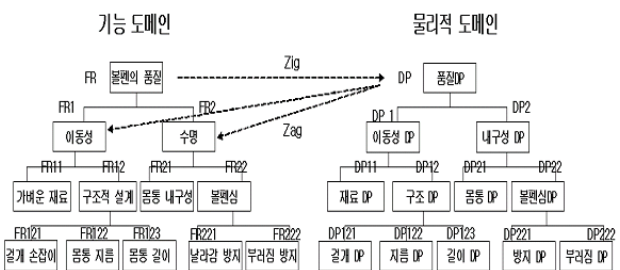 기능 도메인 물리적 도메인
Zig
FR 볼펜의 품질 DP 품질DP
FR1 FR2 DP 1 DP2
이동성 수명 이동성 DP 내구성 DP
Zag
FR11 FR12 FR21 FR22 DP11 DP12 DP21 DP22
가벼운 재료 구조적 설계 몸통 내구성 볼펜심 재료 DP 구조 DP 몸통 DP 볼펜심DP
FR121 FR122 FR123 FR221 FR222 DP121 DP122 DP123 DP221 DP222
걸게 손잡이 몸통 지름 몸통 길이 날라감 방지 부러짐 방지 걸게 DP 지름 DP 길이 DP 방지 DP 부러짐 DP